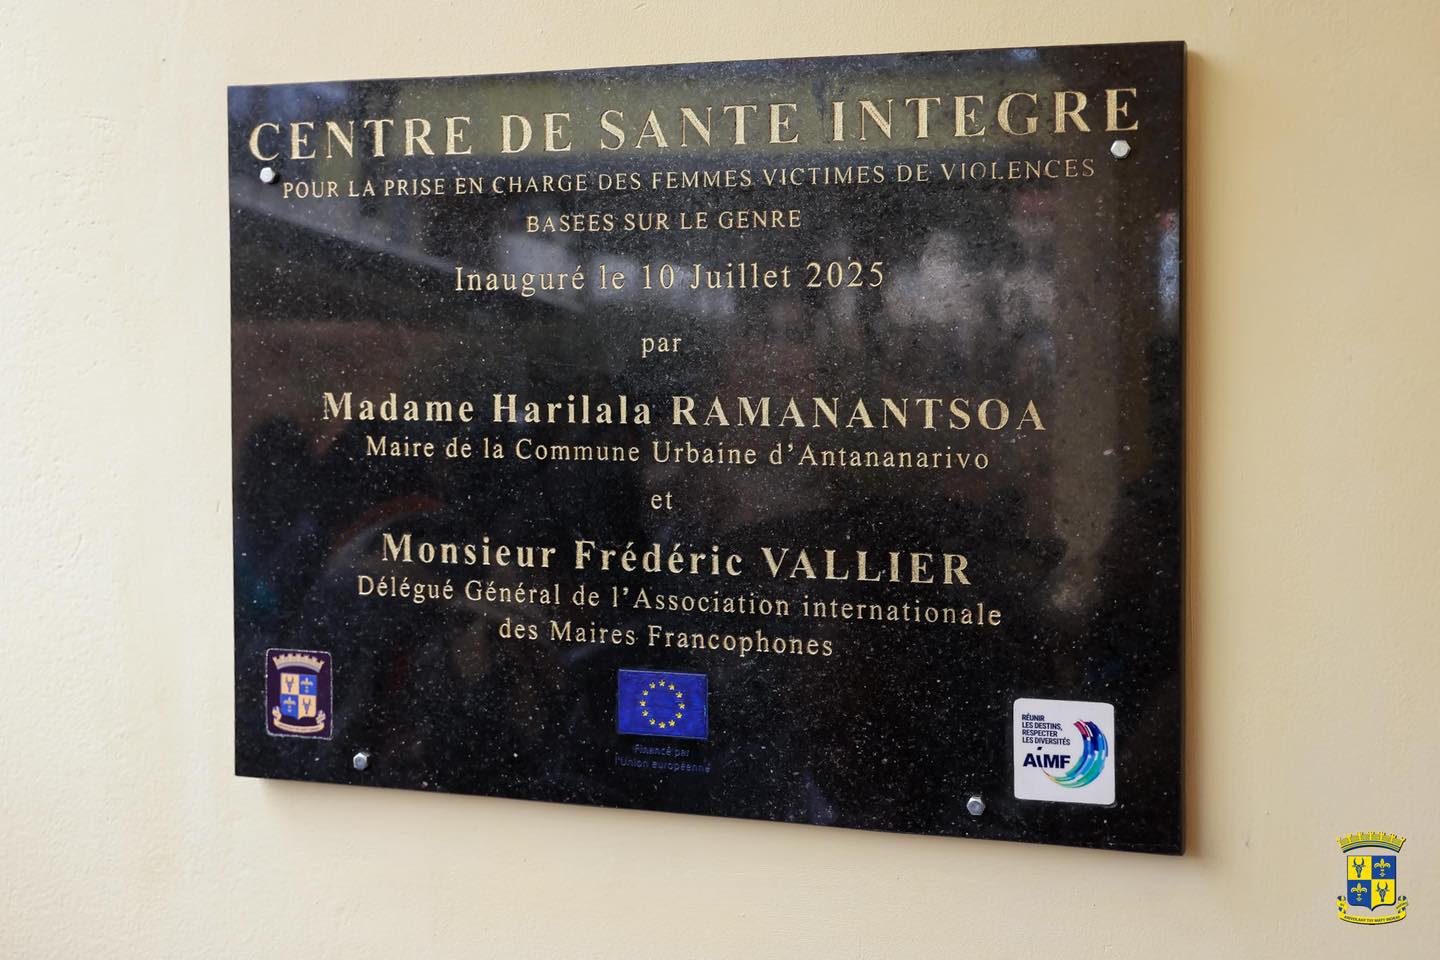 CENTRE DE SANTE INTEGRE
POUR LA PRISE EN CHARGE DES FEMMES VICTIMES DE VIOLENCES
BASEES SUR LE GENRE
Inauguré le 10 Juillet 2025
par
Madame Harilala RAMANANTSOA
Maire de la Commune Urbaine d'Antananarivo
et
Monsieur Frédéric VALLIER
Délégué Général de l'Association internationale
des Maires Francophones
Financé par
l'Union européenne
RÉUNIR
LES DESTINS,
RESPECTER
LES DIVERSITÉS
AIMF